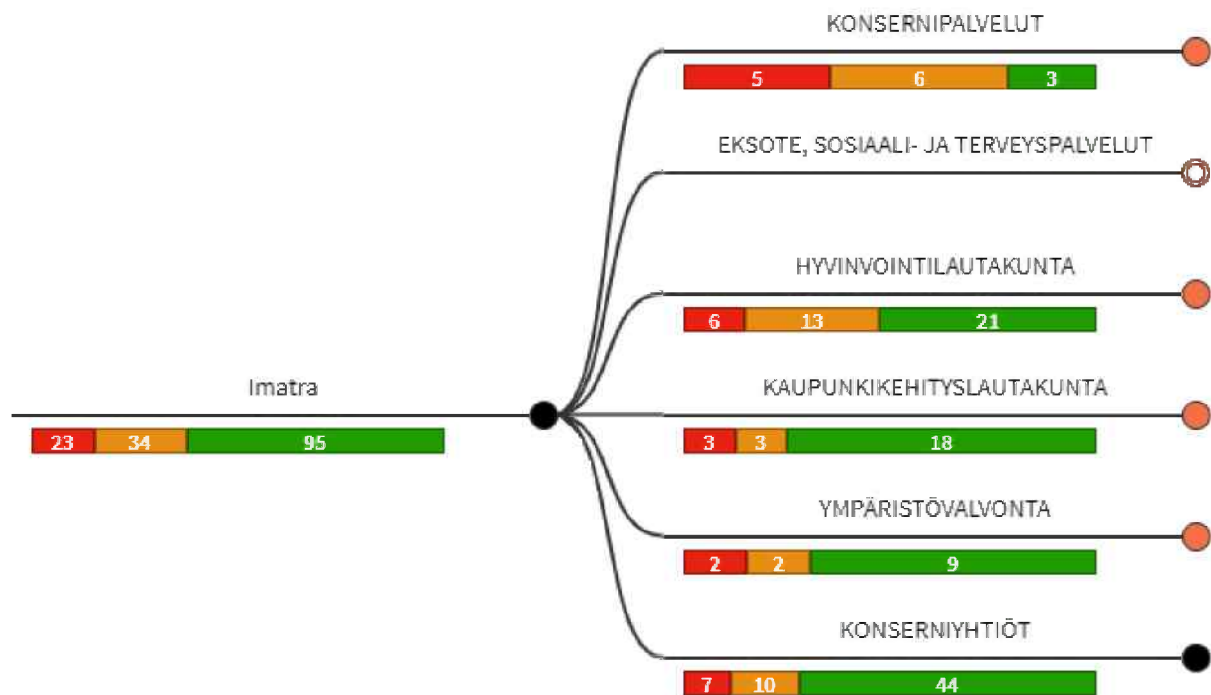 KONSERNIPALVELUT
5 6 3
EKSOTE, SOSIAALI- JA TERVEYSPALVELUT
HYVINVOINTILAUTAKUNTA
6 13 21
Imatra
23 34 95
KAUPUNKIKEHITYSLAUTAKUNTA
3 3 18
YMPÄRISTÖVALVONTA
2 2 9
KONSERNIYHTIÖT
7 10 44